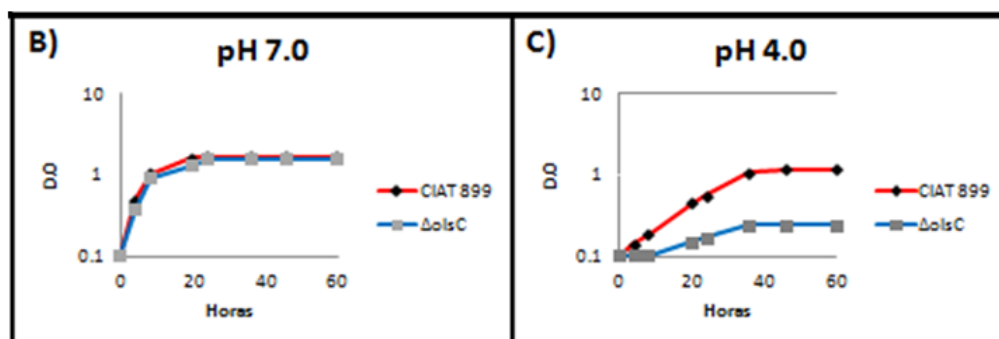 B)
pH 7.0
10
1
0.1
D.O
0
20
40
60
Horas
CIAT 899
ΔolsC
C)
pH 4.0
10
1
0.1
D.O
0
20
40
60
Horas
CIAT 899
ΔolsC